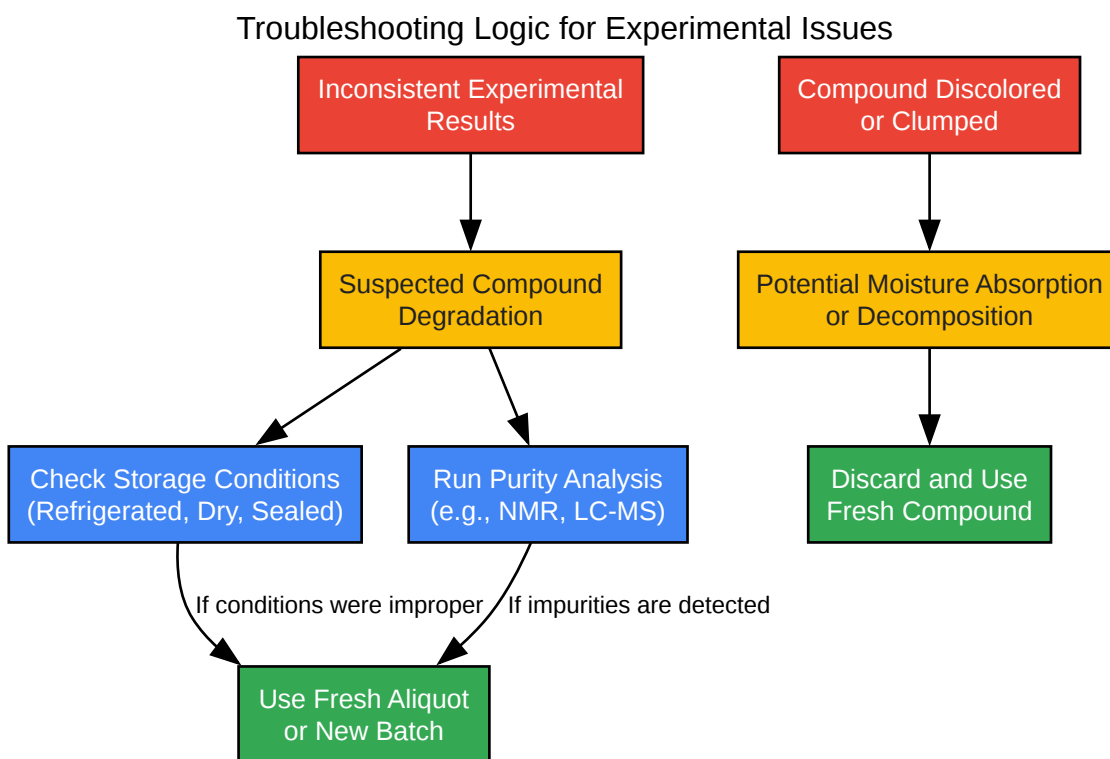 Troubleshooting Logic for Experimental Issues
Inconsistent Experimental
Results
Compound Discolored
or Clumped
Suspected Compound
Degradation
Potential Moisture Absorption
or Decomposition
Check Storage Conditions
(Refrigerated, Dry, Sealed)
Run Purity Analysis
(e.g., NMR, LC-MS)
Discard and Use
Fresh Compound
If conditions were improper
If impurities are detected
Use Fresh Aliquot
or New Batch